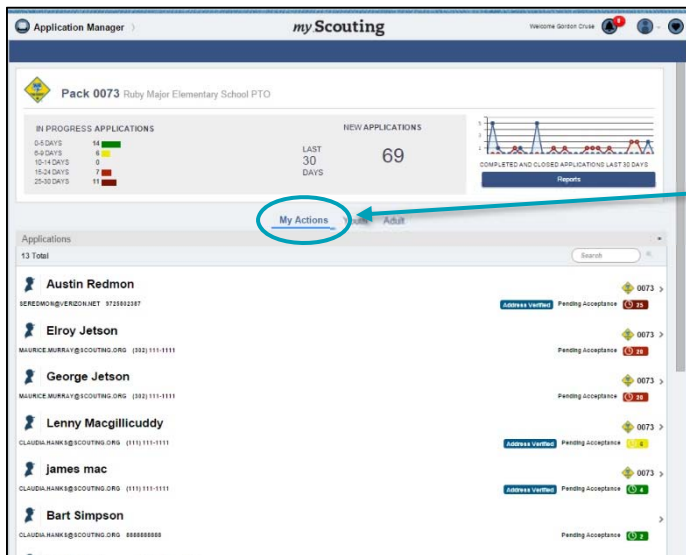 Application Manager
my.Scouting
Welcome Gordon Cruse
Pack 0073 Ruby Major Elementary School PTO
IN PROGRESS APPLICATIONS
0-5 DAYS 14
6-9 DAYS 6
10-14 DAYS 0
15-24 DAYS 7
25-30 DAYS 11
NEW APPLICATIONS
LAST 30 DAYS
69
COMPLETED AND CLOSED APPLICATIONS LAST 30 DAYS
Reports
My Actions Youth Adult
Applications
13 Total
Search
Austin Redmon
0073
SEREDMON@VERIZON.NET 9725802387
Address Verified Pending Acceptance 25
Elroy Jetson
0073
MAURICE.MURRAY@SCOUTING.ORG (302) 111-1111
Pending Acceptance
George Jetson
0073
MAURICE.MURRAY@SCOUTING.ORG (302) 111-1111
Pending Acceptance
Lenny Macgillicuddy
0073
CLAUDIA.HANKS@SCOUTING.ORG (111) 111-1111
Address Verified Pending Acceptance
james mac
0073
CLAUDIA.HANKS@SCOUTING.ORG (111) 111-1111
Address Verified Pending Acceptance 4
Bart Simpson
CLAUDIA.HANKS@SCOUTING.ORG 8888888888
Pending Acceptance 2